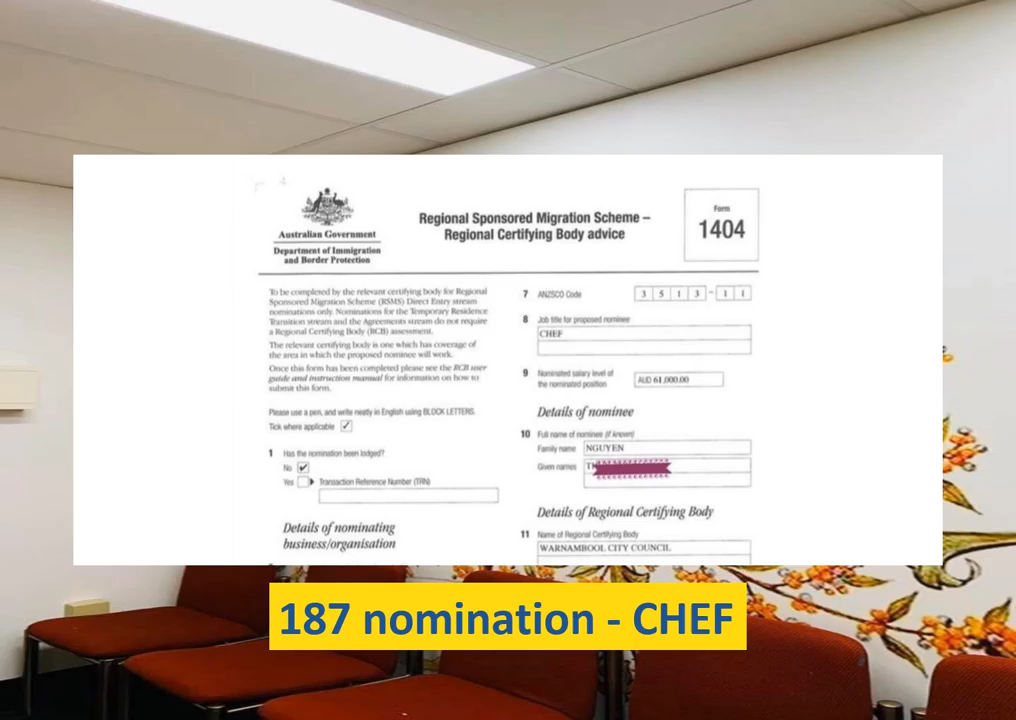 Australian Government
Department of Immigration
and Border Protection
Regional Sponsored Migration Scheme –
Regional Certifying Body advice
Form
1404
To be completed by the relevant certifying body for Regional
Sponsored Migration Scheme (RSMS) Direct Entry stream
nominations only. Nominations for the Temporary Residence
Transition stream and the Agreements stream do not require
a Regional Certifying Body (RCB) assessment.
The relevant certifying body is one which has coverage of
the area in which the proposed nominee will work.
Once this form has been completed please see the RCB user
guide and instruction manual for information on how to
submit this form.
Please use a pen, and write neatly in English using BLOCK LETTERS.
Tick where applicable ✓
1 Has the nomination been lodged?
No ✓
Yes Transaction Reference Number (TRN)
Details of nominating
business/organisation
7 ANZSCO Code 3 5 1 3 - 1 1
8 Job title for proposed nominee
CHEF
9 Nominated salary level of
the nominated position AUD 61,000.00
Details of nominee
10 Full name of nominee (if known)
Family name NGUYEN
Given names
Details of Regional Certifying Body
11 Name of Regional Certifying Body
WARNAMBOOL CITY COUNCIL
187 nomination - CHEF